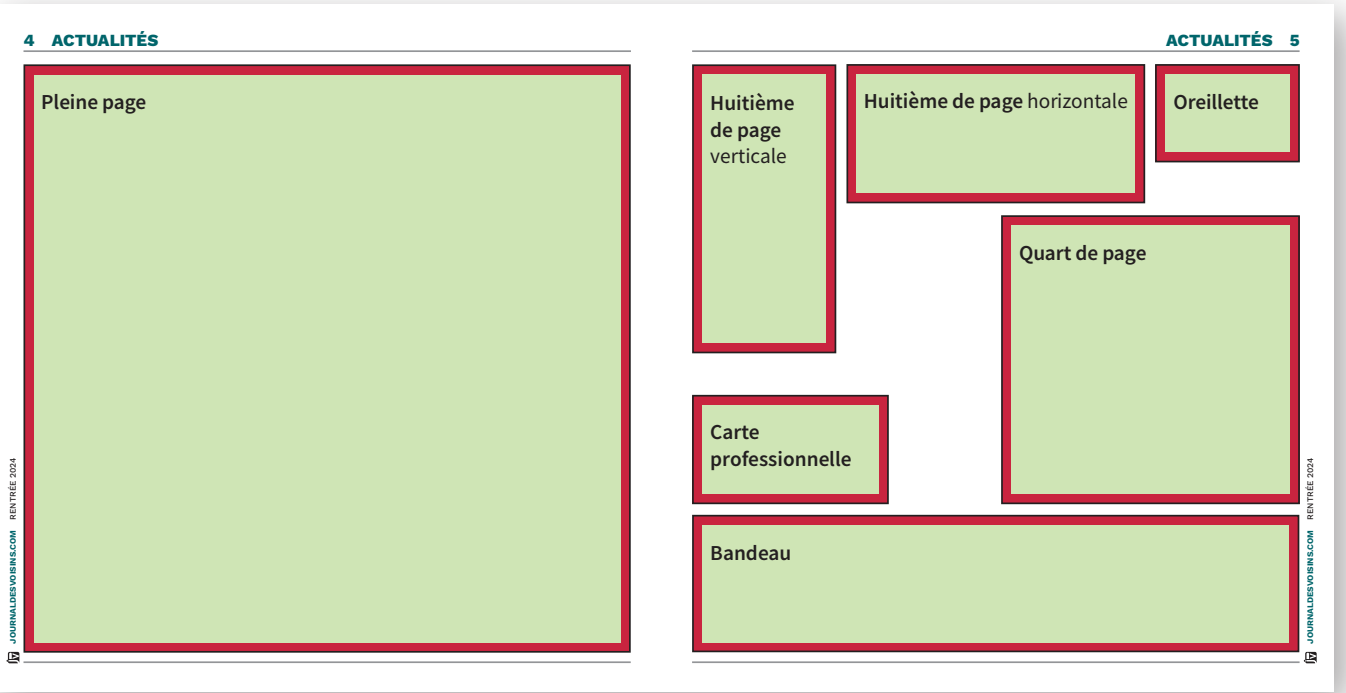 4 ACTUALITÉS
Pleine page
JOURNALDESVOISINS.COM RENTRÉE 2024
ACTUALITÉS 5
Huitième
de page
verticale
Huitième de page horizontale
Oreillette
Quart de page
Carte
professionnelle
Bandeau
JOURNALDESVOISINS.COM RENTRÉE 2024